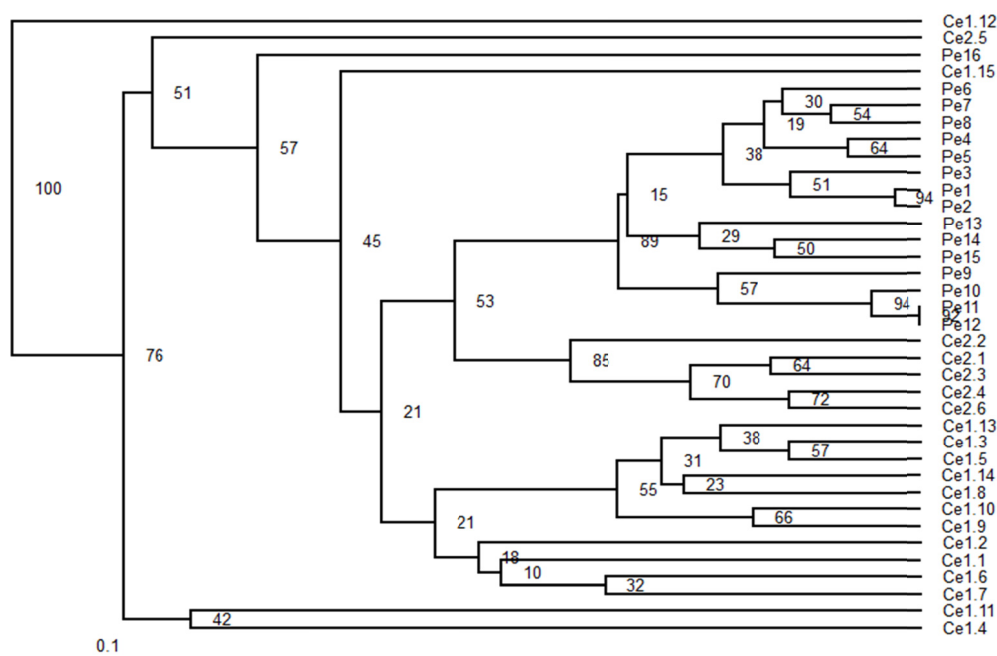 Ce1.12
Ce2.5
Pe16
Ce1.15
Pe6
30
Pe7
54
Pe8
19
Pe4
64
Pe5
38
Pe3
51
Pe1
94
Pe2
15
Pe13
29
Pe14
89
50
Pe15
Pe9
57
Pe10
94
Pe11
92
Pe12
51
57
100
45
53
76
21
Ce2.2
85
Ce2.1
64
Ce2.3
70
Ce2.4
72
Ce2.6
Ce1.13
38
Ce1.3
57
Ce1.5
31
Ce1.14
23
Ce1.8
55
Ce1.10
66
Ce1.9
21
Ce1.2
18
Ce1.1
10
Ce1.6
32
Ce1.7
Ce1.11
42
Ce1.4
0.1